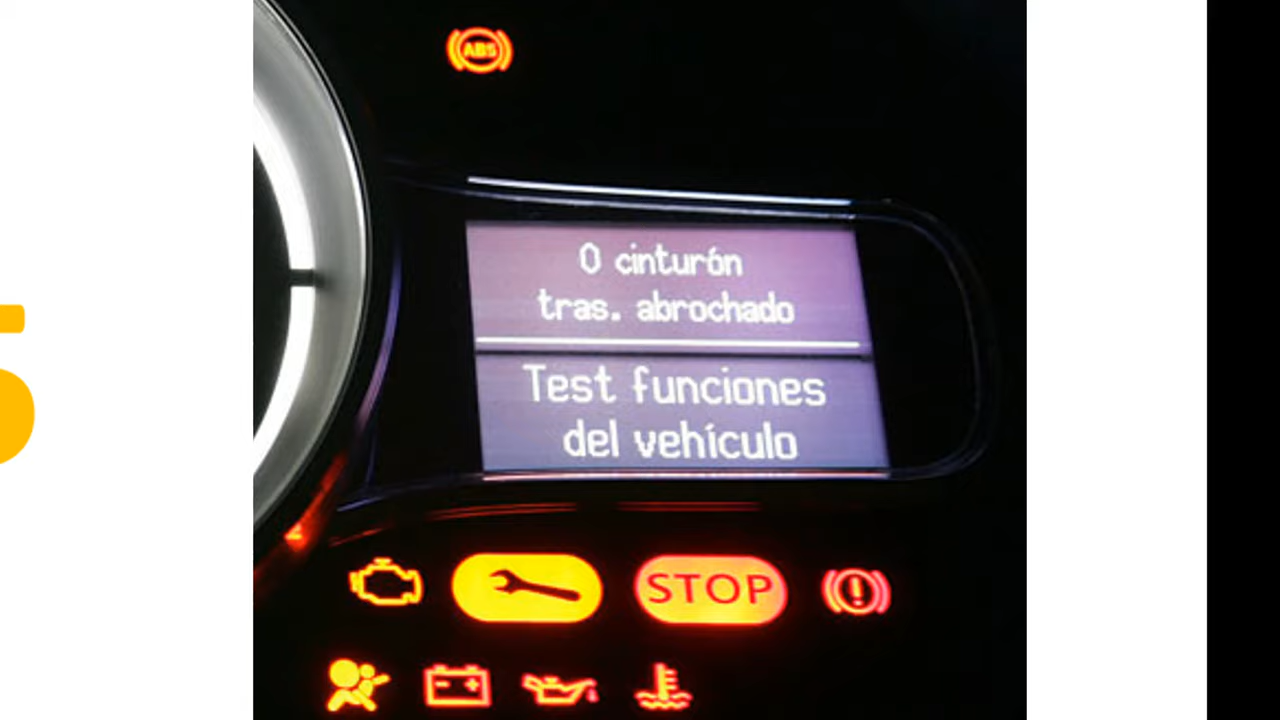 ABS
0 cinturón
tras. abrochado
Test funciones
del vehículo
STOP